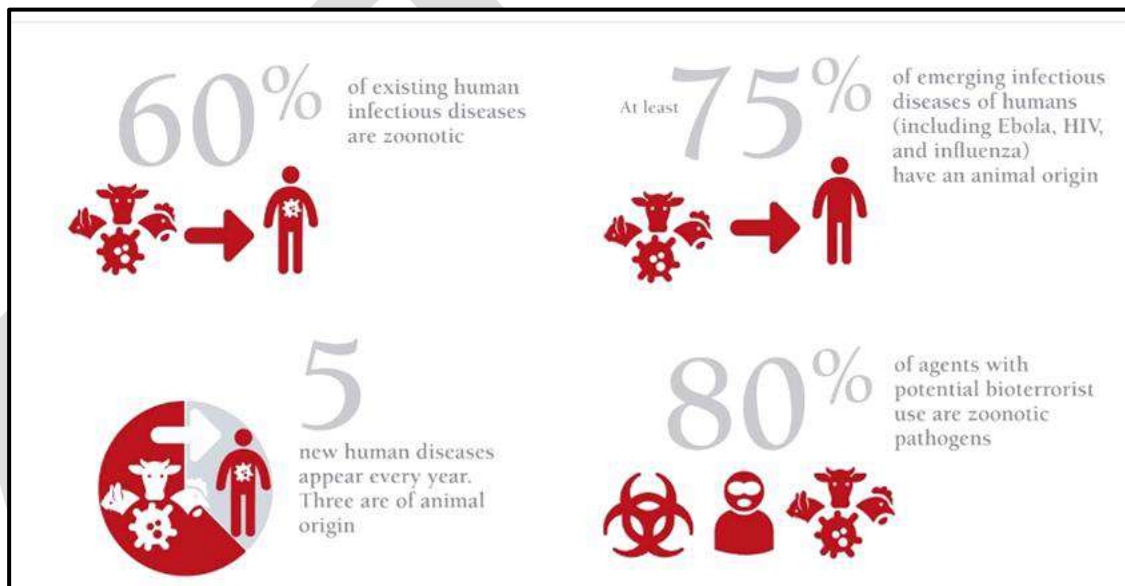 60%
of existing human
infectious diseases
are zoonotic
At least 75%
of emerging infectious
diseases of humans
(including Ebola, HIV,
and influenza)
have an animal origin
5
new human diseases
appear every year.
Three are of animal
origin
80%
of agents with
potential bioterrorist
use are zoonotic
pathogens